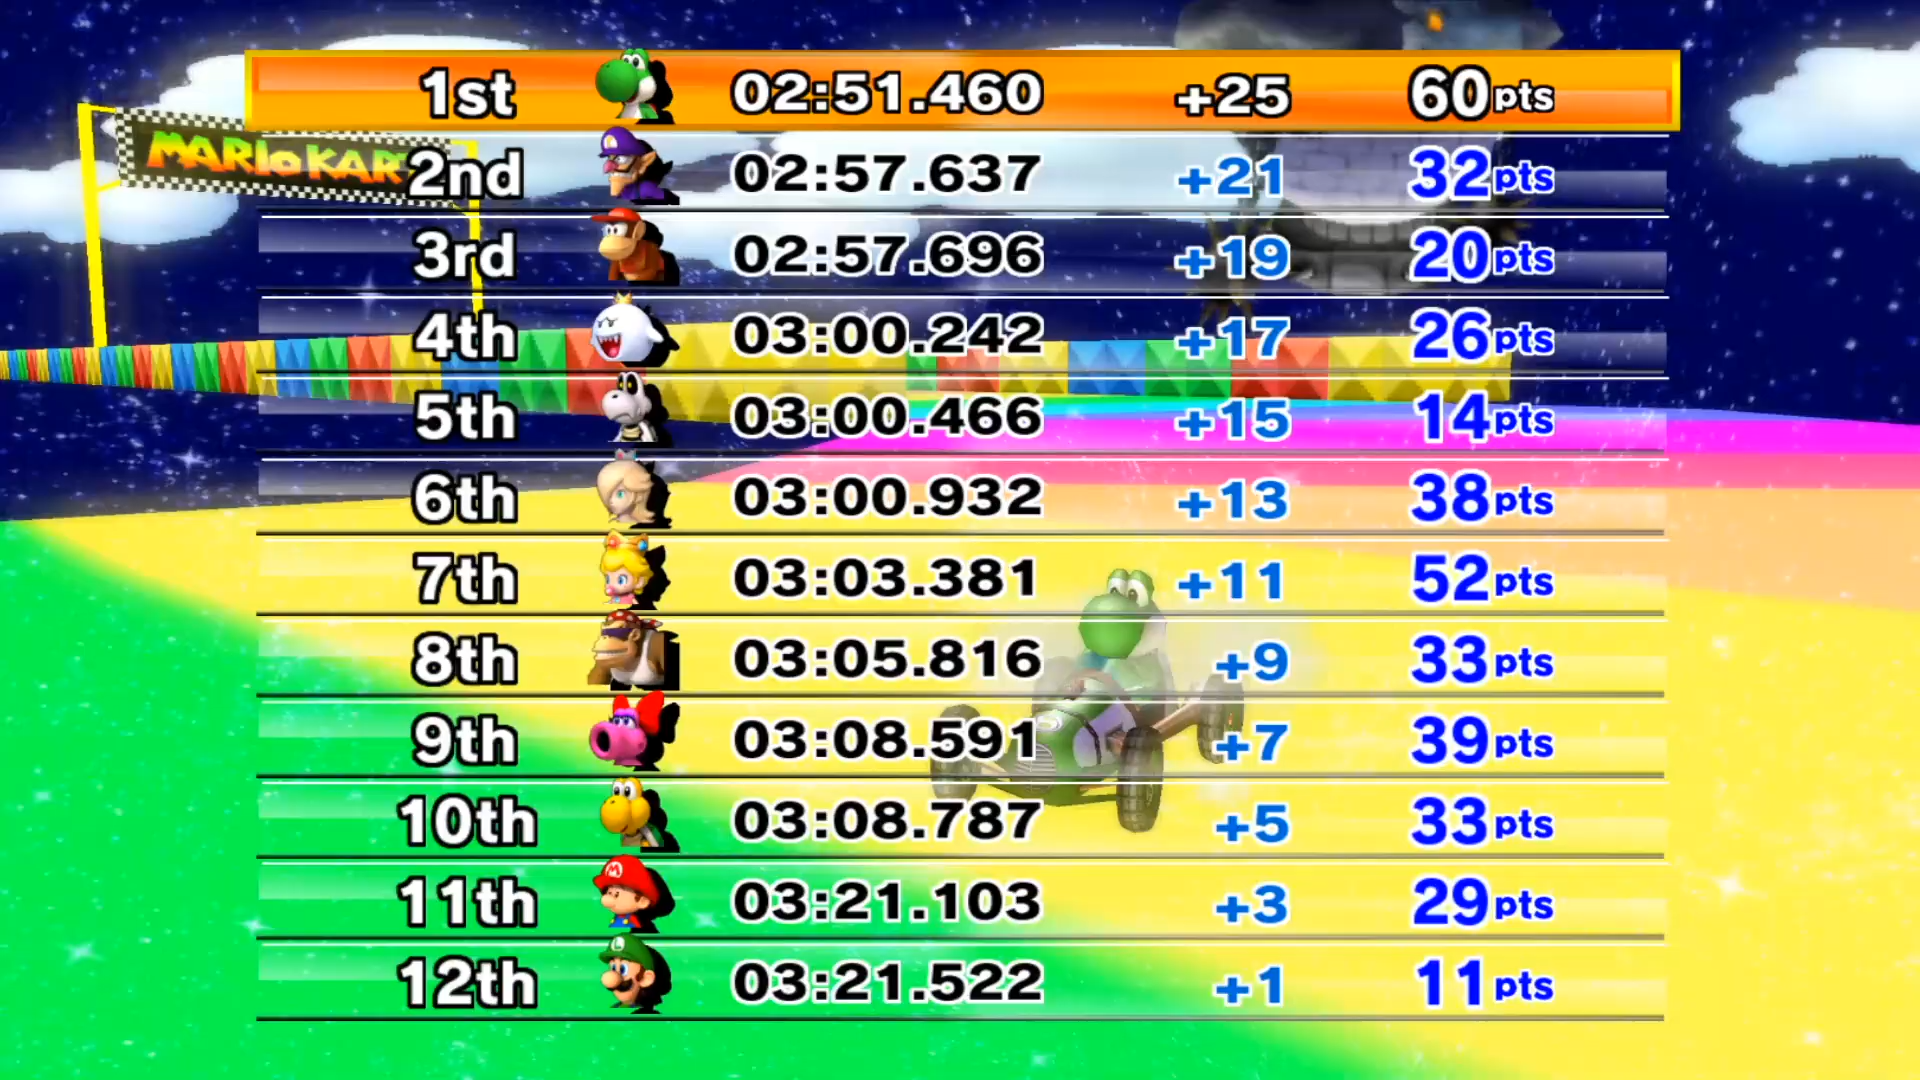 MARIO KAR
1st 02:51.460 +25 60pts
2nd 02:57.637 +21 32pts
3rd 02:57.696 +19 20pts
4th 03:00.242 +17 26pts
5th 03:00.466 +15 14pts
6th 03:00.932 +13 38pts
7th 03:03.381 +11 52pts
8th 03:05.816 +9 33pts
9th 03:08.591 +7 39pts
10th 03:08.787 +5 33pts
11th 03:21.103 +3 29pts
12th 03:21.522 +1 11pts